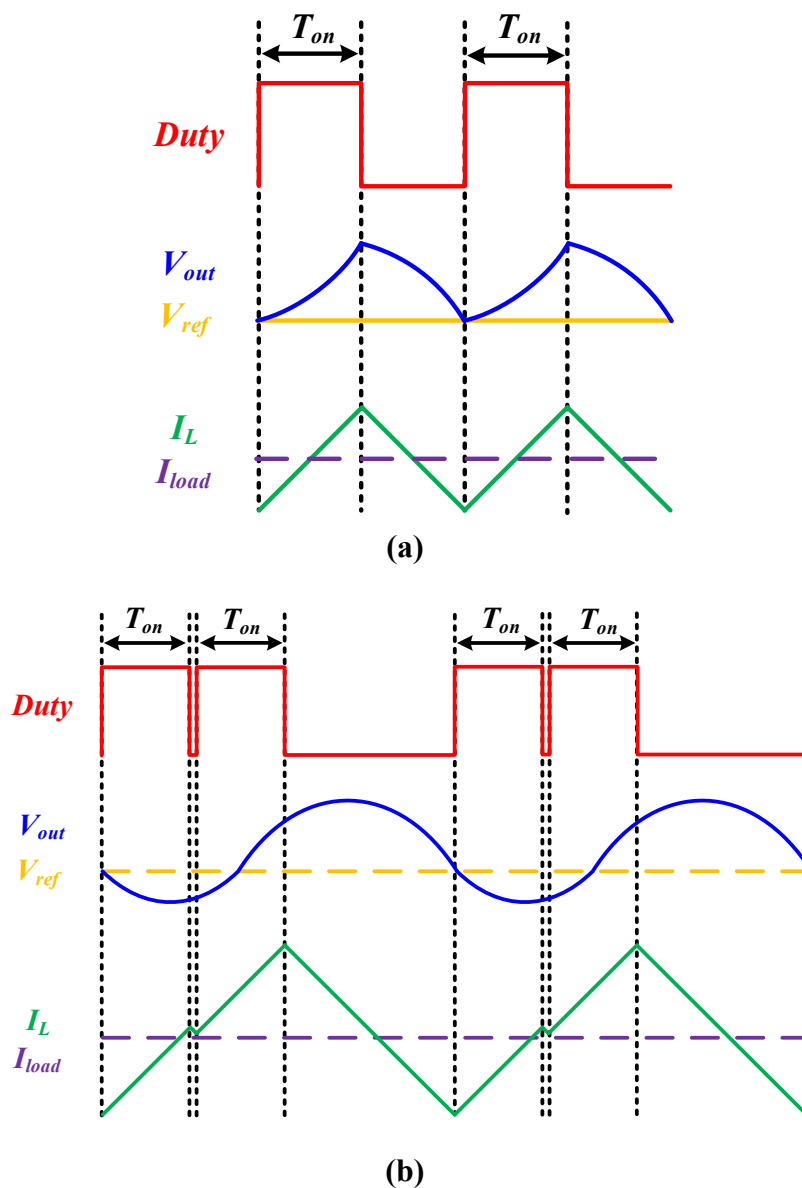 Ton Ton
Duty
Vout
Vref
IL
Iload
(a)
Ton Ton Ton Ton
Duty
Vout
Vref
IL
Iload
(b)